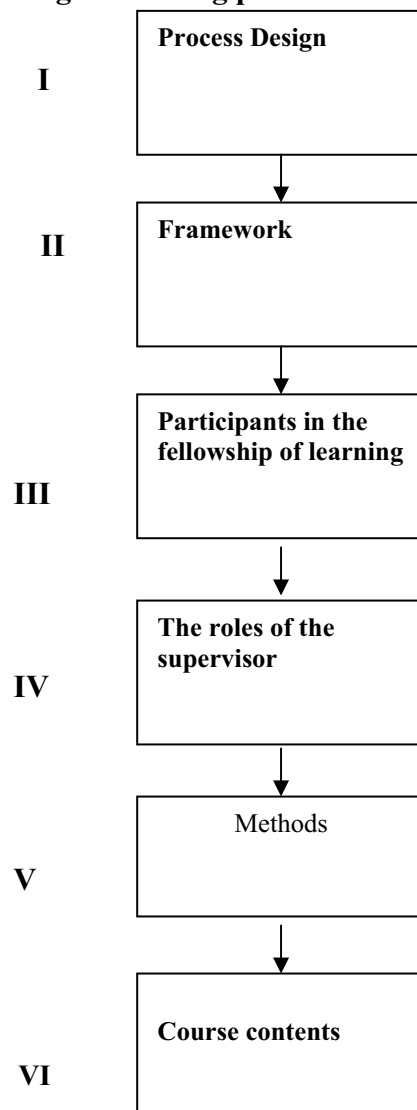 Process Design
I
Framework
II
Participants in the
fellowship of learning
III
The roles of the
supervisor
IV
Methods
V
Course contents
VI